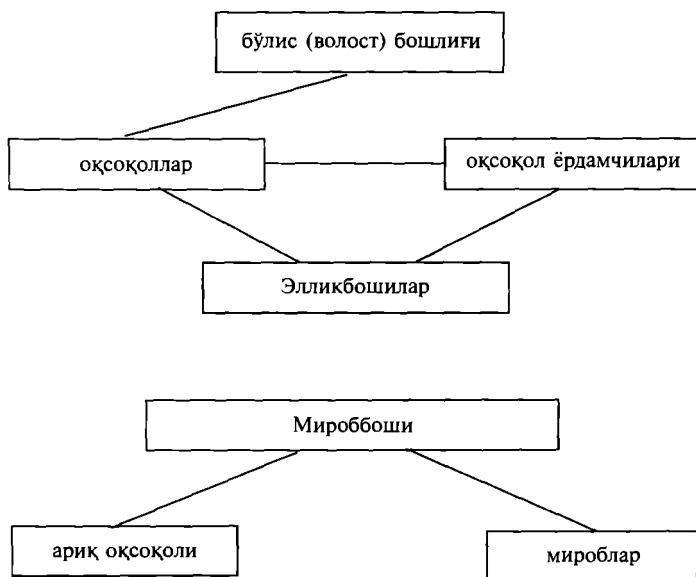 бўлис (волост) бошлиғи
оқсоқоллар
оқсоқол ёрдамчилари
Элликбошилар
Мироббоши
ариқ оқсоқоли
мироблар